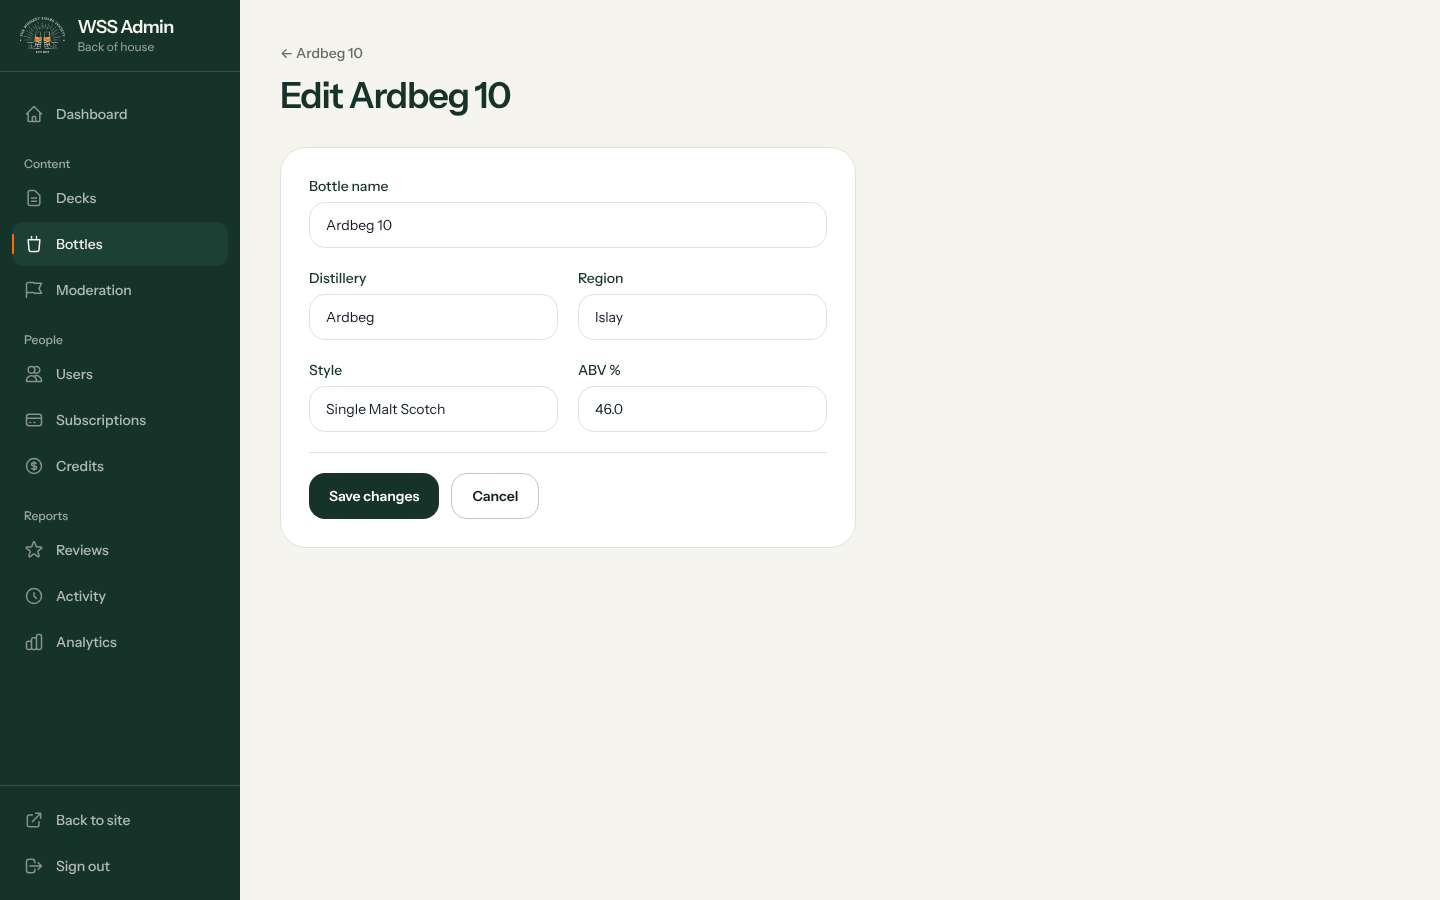 WSS Admin
Back of house
Dashboard
Content
Decks
Bottles
Moderation
People
Users
Subscriptions
Credits
Reports
Reviews
Activity
Analytics
Back to site
Sign out
← Ardbeg 10
Edit Ardbeg 10
Bottle name
Ardbeg 10
Distillery
Region
Ardbeg
Islay
Style
ABV %
Single Malt Scotch
46.0
Save changes
Cancel